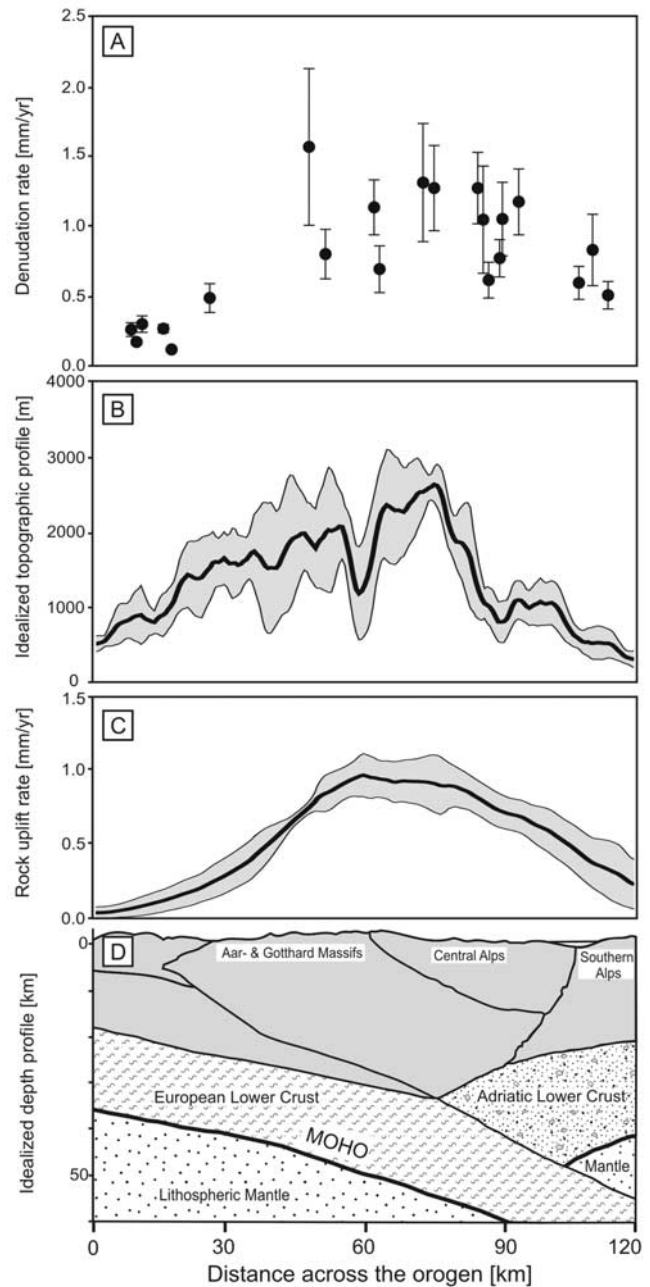 A
Denudation rate [mm/yr]
2.5
2.0
1.5
1.0
0.5
0.0
B
Idealized topographic profile [m]
4000
3000
2000
1000
0
C
Rock uplift rate [mm/yr]
1.5
1.0
0.5
0.0
D
Idealized depth profile [km]
0
50
Aar- & Gotthard Massifs
Central Alps
Southern
Alps
European Lower Crust
Adriatic Lower Crust
MOHO
Mantle
Lithospheric Mantle
0 30 60 90 120
Distance across the orogen [km]